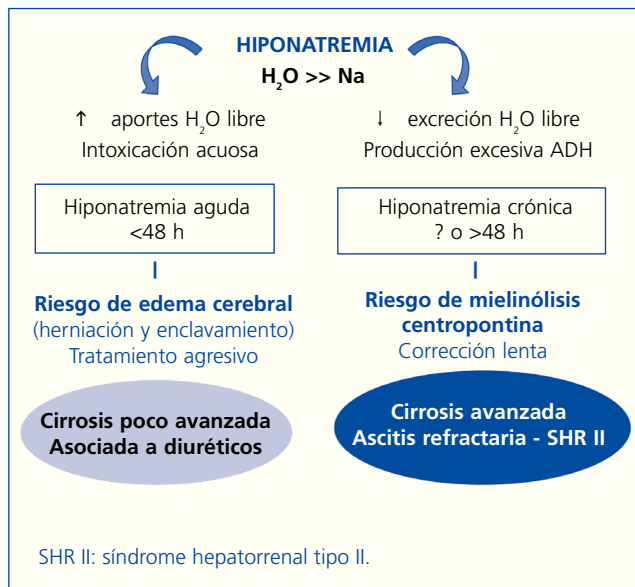 HIPONATREMIA
H₂O >> Na
↑ aportes H₂O libre
Intoxicación acuosa
Hiponatremia aguda
<48 h
Riesgo de edema cerebral
(herniación y enclavamiento)
Tratamiento agresivo
Cirrosis poco avanzada
Asociada a diuréticos
↓ excreción H₂O libre
Producción excesiva ADH
Hiponatremia crónica
? o >48 h
Riesgo de mielinólisis
centropontina
Corrección lenta
Cirrosis avanzada
Ascitis refractaria - SHR II
SHR II: síndrome hepatorrenal tipo II.